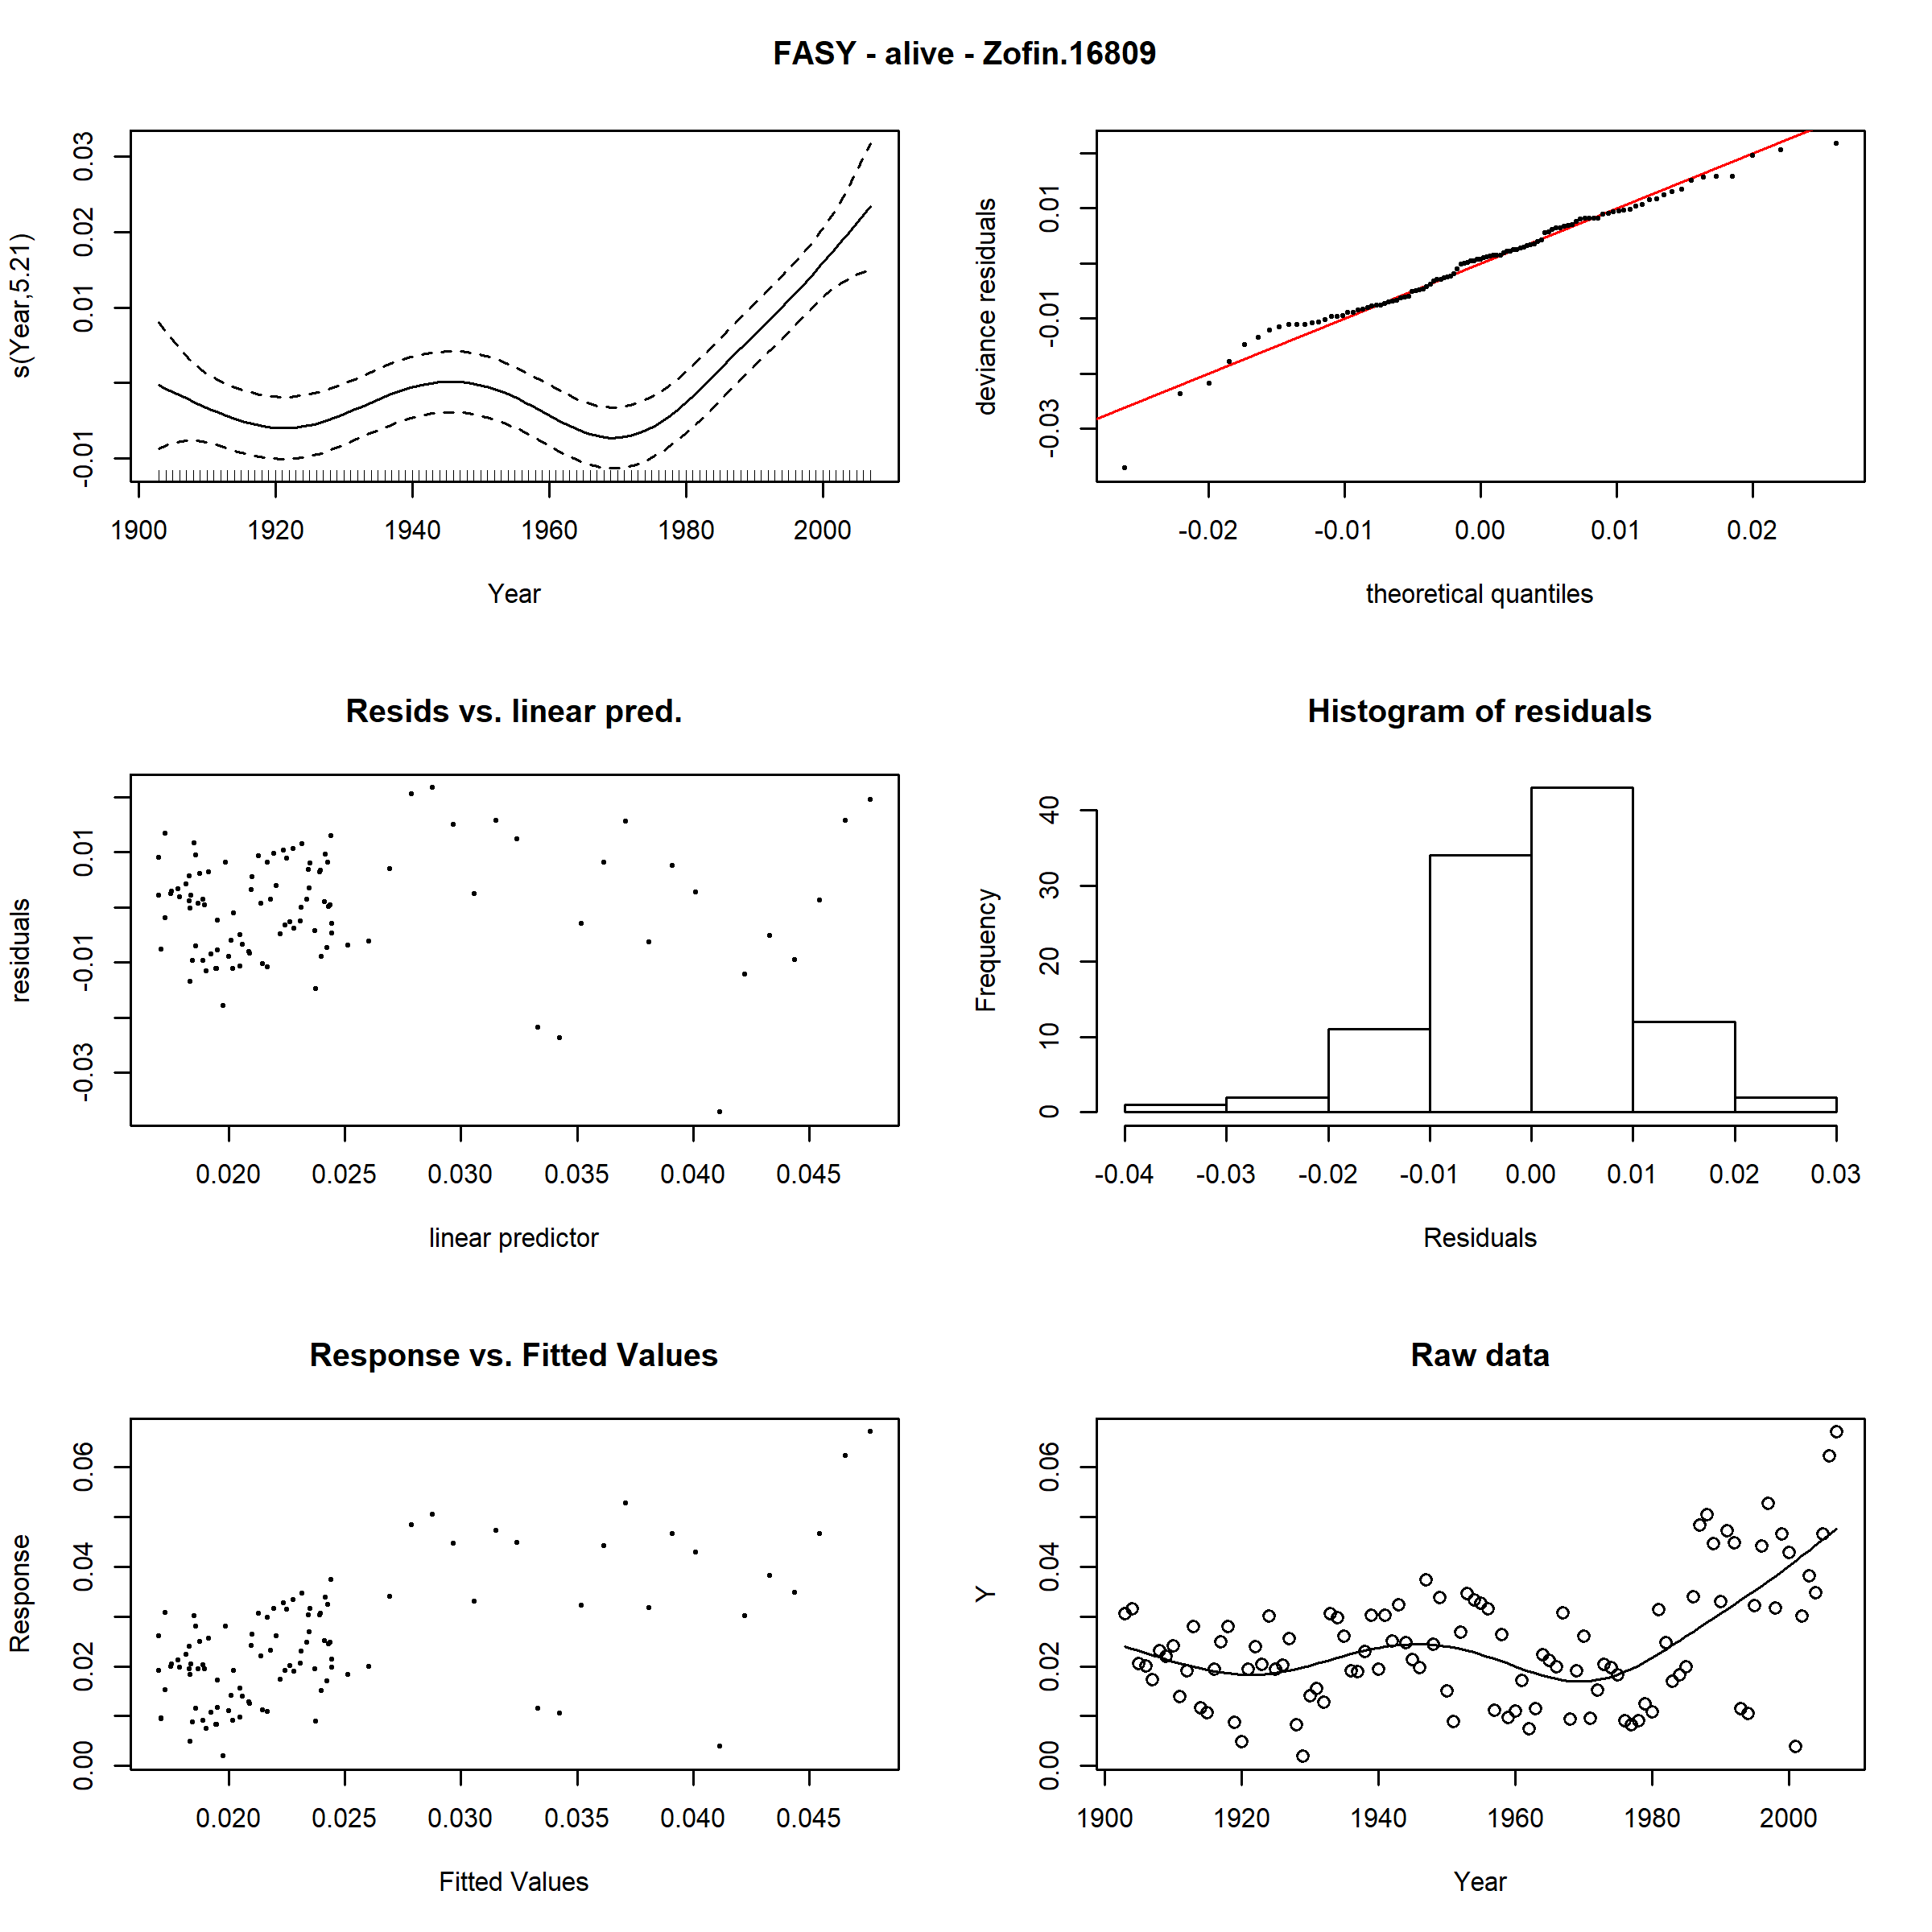 FASY - alive - Zofin.16809
s(Year,5.21)
0.03
0.02
0.01
-0.01
1900 1920 1940 1960 1980 2000
Year
deviance residuals
0.01
-0.01
-0.03
-0.02 -0.01 0.00 0.01 0.02
theoretical quantiles
Resids vs. linear pred.
residuals
0.01
-0.01
-0.03
0.020 0.025 0.030 0.035 0.040 0.045
linear predictor
Histogram of residuals
Frequency
40
30
20
10
0
-0.04 -0.03 -0.02 -0.01 0.00 0.01 0.02 0.03
Residuals
Response vs. Fitted Values
Response
0.06
0.04
0.02
0.00
0.020 0.025 0.030 0.035 0.040 0.045
Fitted Values
Raw data
Y
0.06
0.04
0.02
0.00
1900 1920 1940 1960 1980 2000
Year